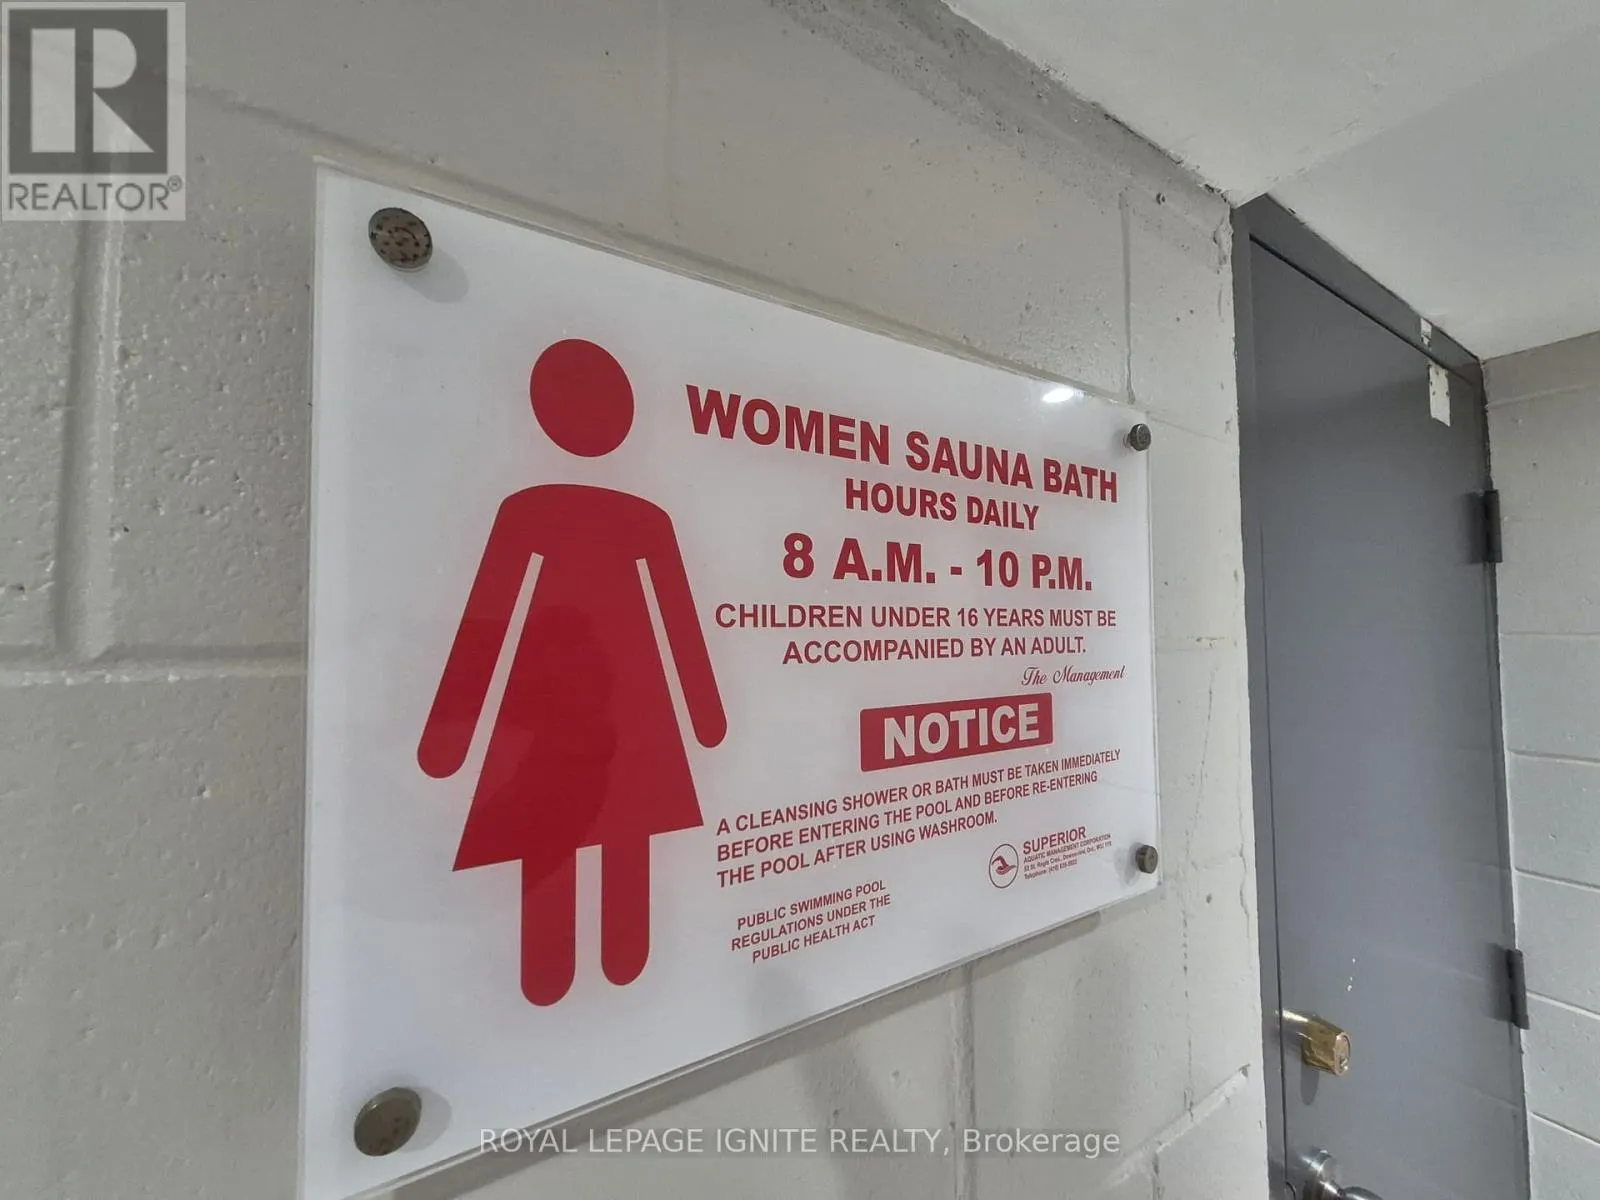 REALTOR®
WOMEN SAUNA BATH
HOURS DAILY
8 A.M. - 10 P.M.
CHILDREN UNDER 16 YEARS MUST BE
ACCOMPANIED BY AN ADULT.
The Management
NOTICE
A CLEANSING SHOWER OR BATH MUST BE TAKEN IMMEDIATELY
BEFORE ENTERING THE POOL AND BEFORE RE-ENTERING
THE POOL AFTER USING WASHROOM.
SUPERIOR
AQUATIC MANAGEMENT CORPORATION
Telephone: (416)
PUBLIC SWIMMING POOL
REGULATIONS UNDER THE
PUBLIC HEALTH ACT
ROYAL LEPAGE IGNITE REALTY, Brokerage